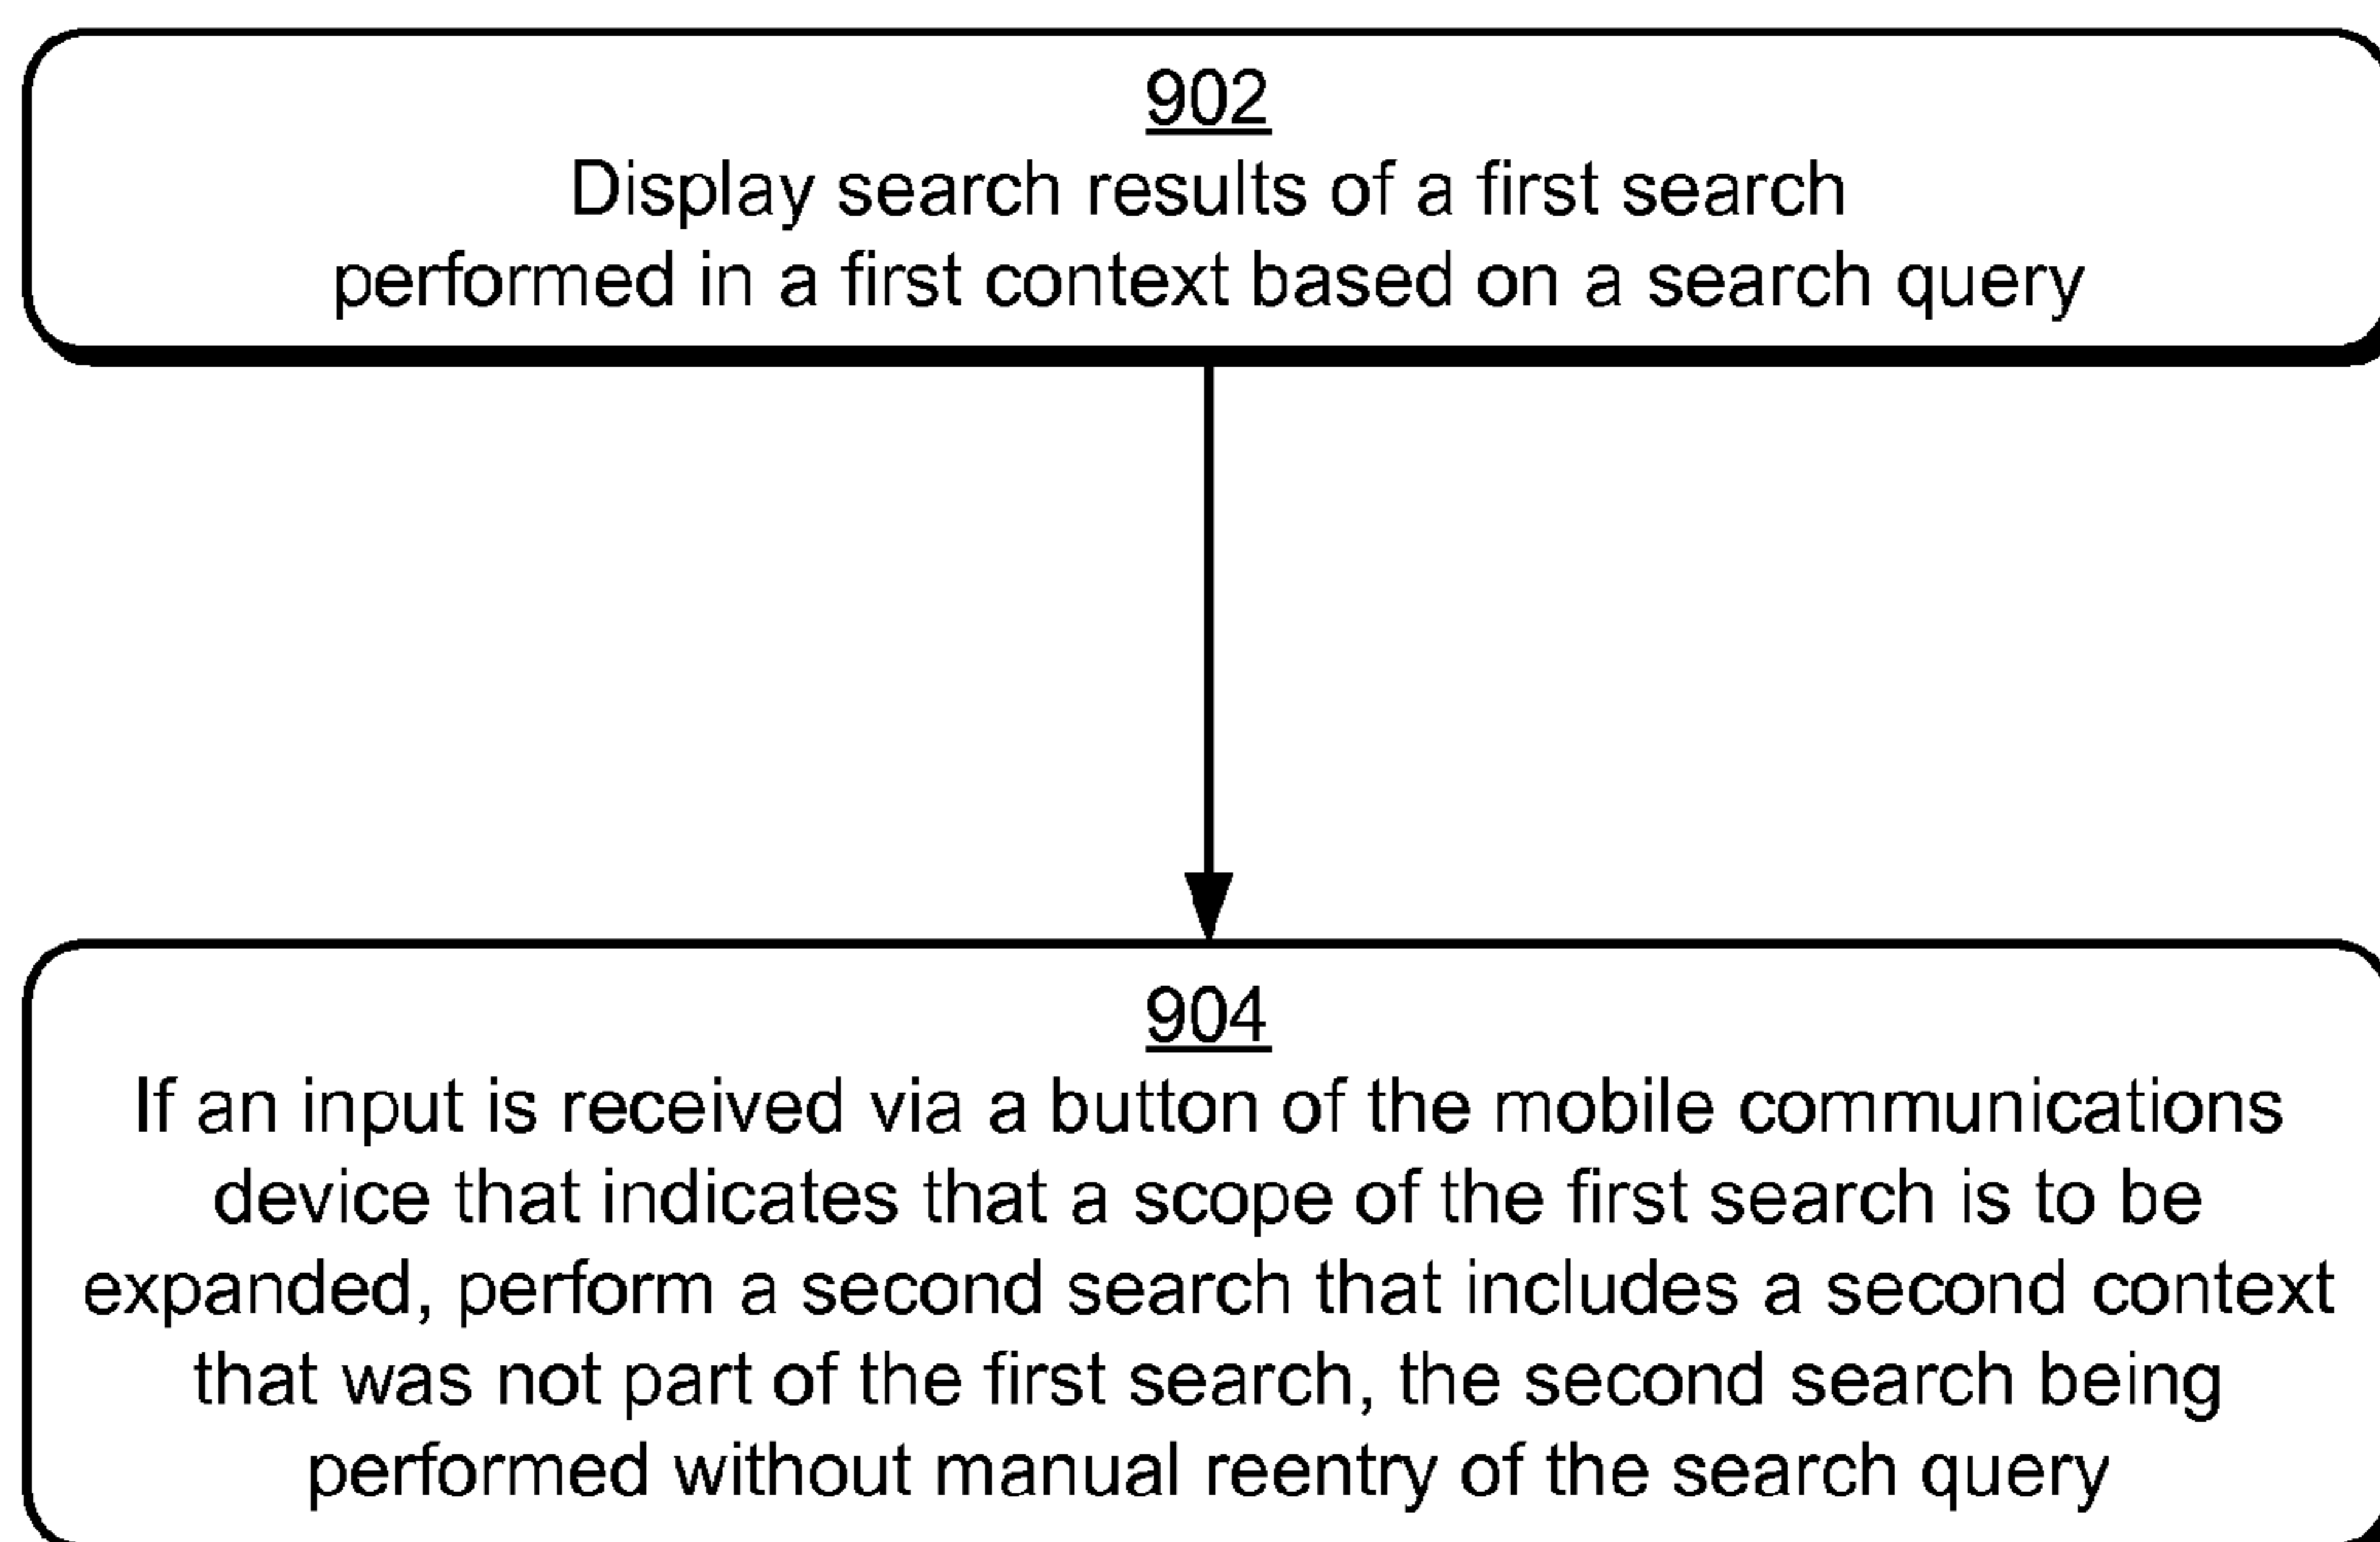 902
Display search results of a first search
performed in a first context based on a search query
904
If an input is received via a button of the mobile communications
device that indicates that a scope of the first search is to be
expanded, perform a second search that includes a second context
that was not part of the first search, the second search being
performed without manual reentry of the search query